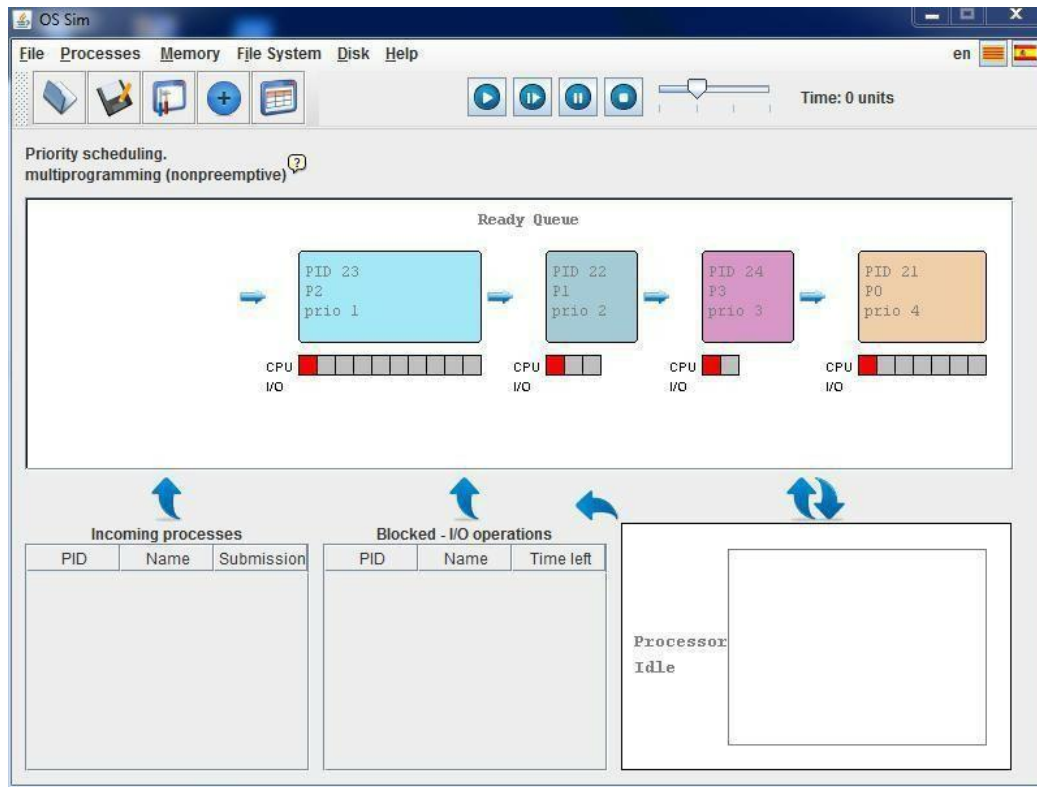 OS Sim
File Processes Memory File System Disk Help
en
Time: 0 units
Priority scheduling.
multiprogramming (nonpreemptive)
?
Ready Queue
PID 23
P2
prio 1
CPU
I/O
PID 22
P1
prio 2
CPU
I/O
PID 24
P3
prio 3
CPU
I/O
PID 21
P0
prio 4
CPU
I/O
Incoming processes
PID Name Submission
Blocked - I/O operations
PID Name Time left
Processor
Idle